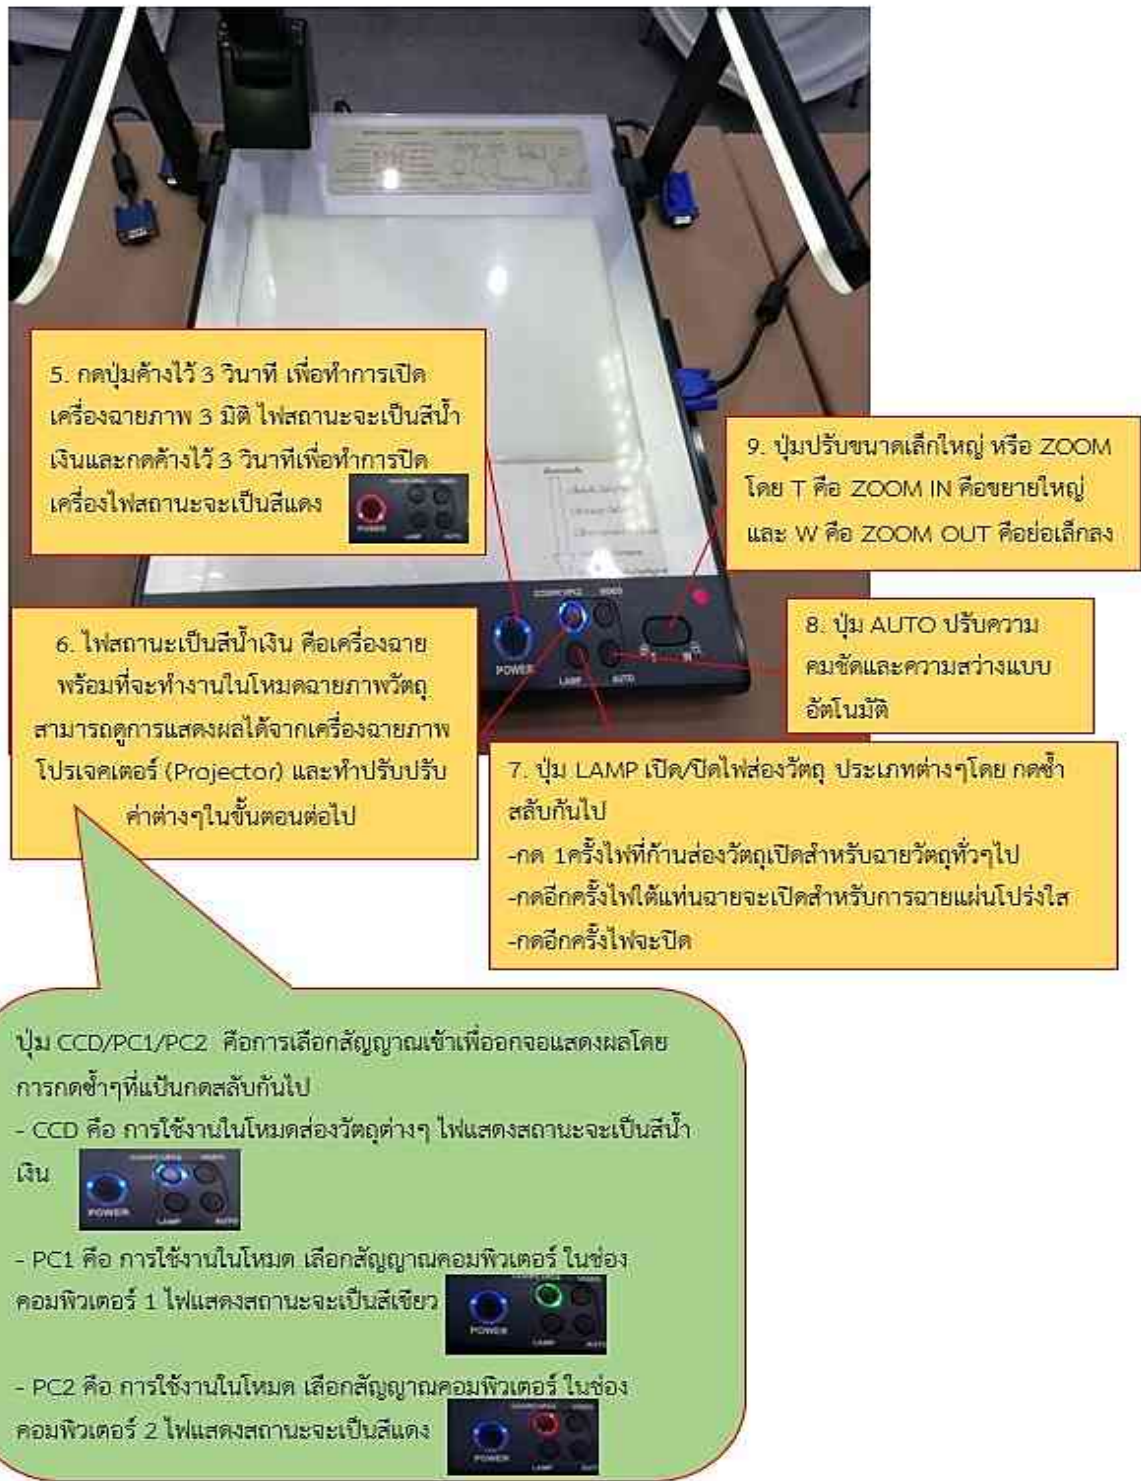 5. กดปุ่มค้างไว้ 3 วินาที เพื่อทำการเปิด
เครื่องฉายภาพ 3 มิติ ไฟสถานะจะเป็นสีน้ำ
เงินและกดค้างไว้ 3 วินาทีเพื่อทำการปิด
เครื่องไฟสถานะจะเป็นสีแดง
POWER
LAMP
AUTO
9. ปุ่มปรับขนาดเล็กใหญ่ หรือ ZOOM
โดย T คือ ZOOM IN คือขยายใหญ่
และ W คือ ZOOM OUT คือย่อเล็กลง
VIDEO
POWER
LAMP
AUTO
6. ไฟสถานะเป็นสีน้ำเงิน คือเครื่องฉาย
พร้อมที่จะทำงานในโหมดฉายภาพวัตถุ
สามารถดูการแสดงผลได้จากเครื่องฉายภาพ
โปรเจคเตอร์ (Projector) และทำปรับปรับ
ค่าต่างๆในขั้นตอนต่อไป
8. ปุ่ม AUTO ปรับความ
คมชัดและความสว่างแบบ
อัตโนมัติ
7. ปุ่ม LAMP เปิด/ปิดไฟส่องวัตถุ ประเภทต่างๆโดย กดซ้ำ
สลับกันไป
-กด 1ครั้งไฟที่ก้านส่องวัตถุเปิดสำหรับฉายวัตถุทั่วๆไป
-กดอีกครั้งไฟใต้แท่นฉายจะเปิดสำหรับการฉายแผ่นโปร่งใส
-กดอีกครั้งไฟจะปิด
ปุ่ม CCD/PC1/PC2 คือการเลือกสัญญาณเข้าเพื่ออกจอแสดงผลโดย
การกดซ้ำๆที่แป้นกดสลับกันไป
- CCD คือ การใช้งานในโหมดส่องวัตถุต่างๆ ไฟแสดงสถานะจะเป็นสีน้ำ
เงิน
VIDEO
POWER
LAMP
AUTO
- PC1 คือ การใช้งานในโหมด เลือกสัญญาณคอมพิวเตอร์ ในช่อง
คอมพิวเตอร์ 1 ไฟแสดงสถานะจะเป็นสีเขียว
VIDEO
POWER
LAMP
AUTO
- PC2 คือ การใช้งานในโหมด เลือกสัญญาณคอมพิวเตอร์ ในช่อง
คอมพิวเตอร์ 2 ไฟแสดงสถานะจะเป็นสีแดง
POWER
LAMP
AUTO